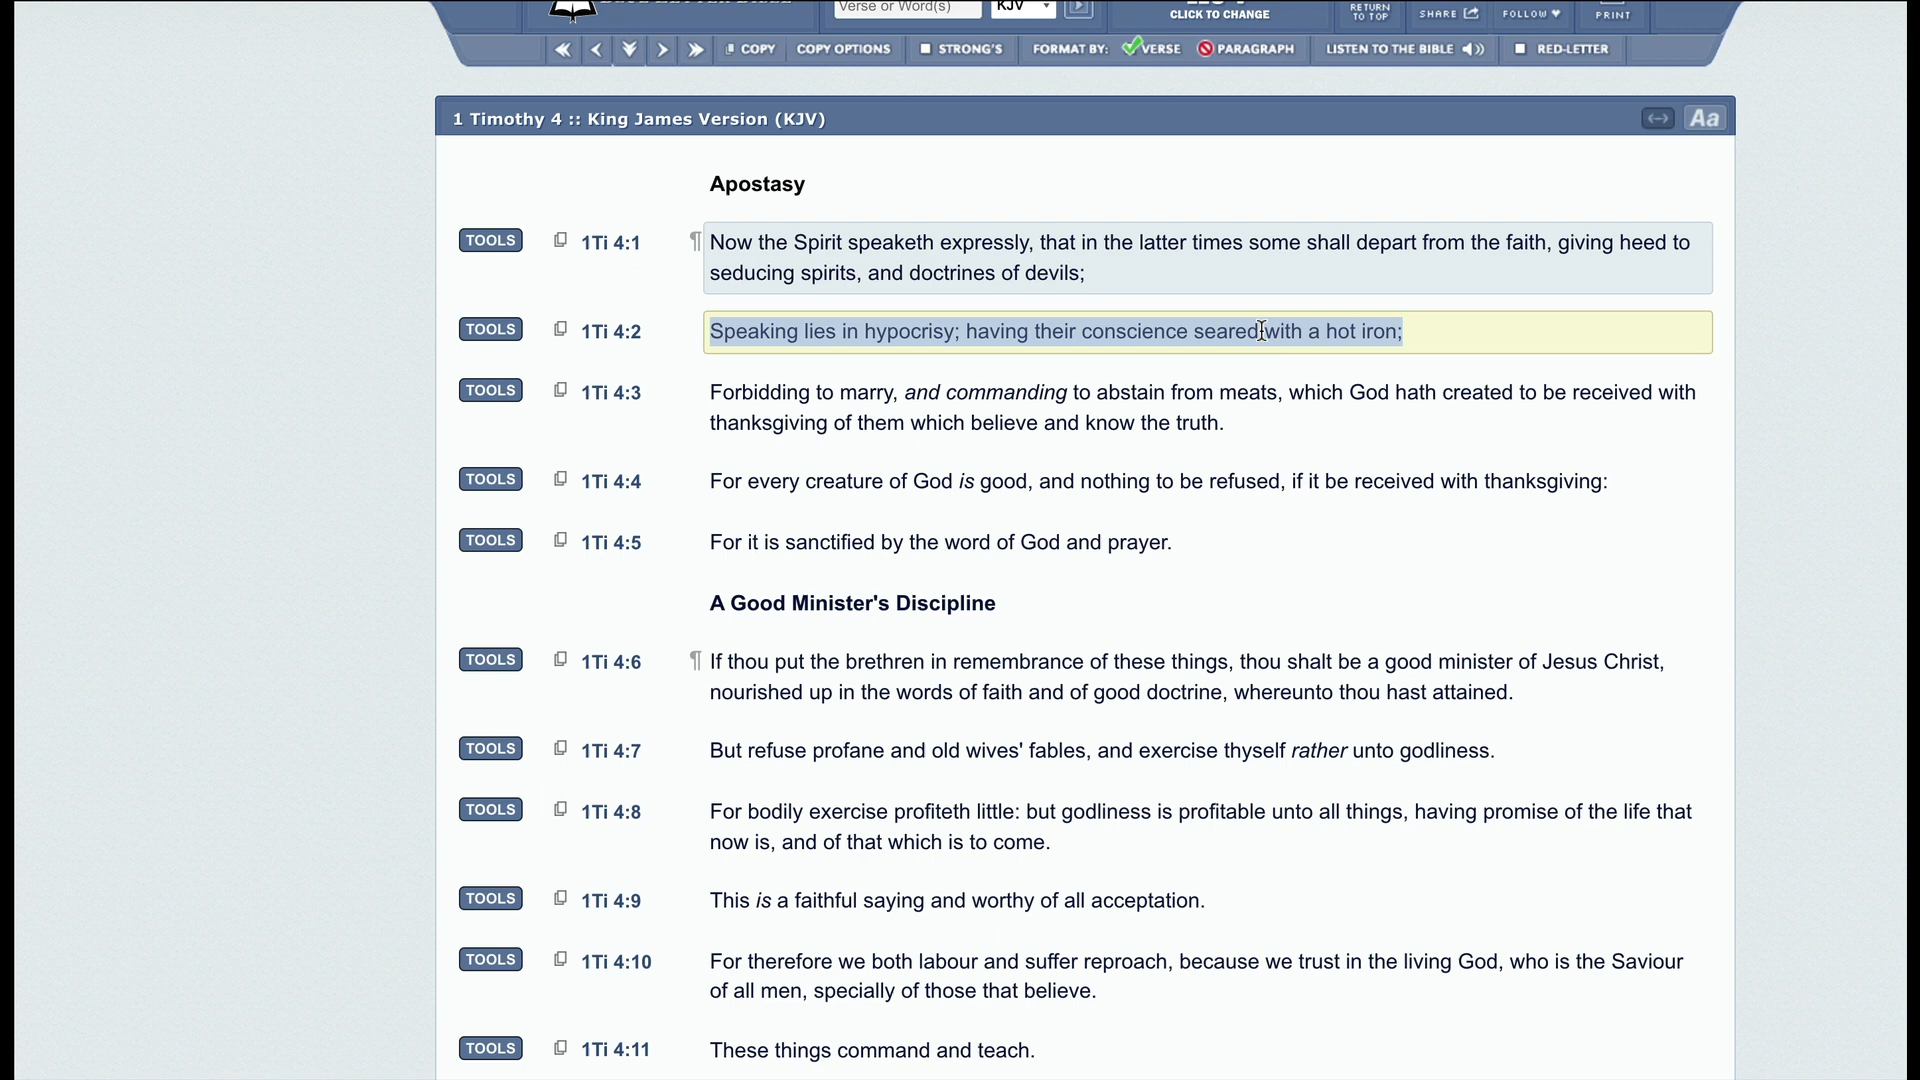 Verse or Word(s)
KJV
CLICK TO CHANGE
RETURN
TO TOP
SHARE
FOLLOW
PRINT
COPY
COPY OPTIONS
STRONG'S
FORMAT BY:
VERSE
PARAGRAPH
LISTEN TO THE BIBLE
RED-LETTER
1 Timothy 4 :: King James Version (KJV)
Aa
Apostasy
TOOLS 1Ti 4:1 ¶ Now the Spirit speaketh expressly, that in the latter times some shall depart from the faith, giving heed to
seducing spirits, and doctrines of devils;
TOOLS 1Ti 4:2 Speaking lies in hypocrisy; having their conscience seared with a hot iron;
TOOLS 1Ti 4:3 Forbidding to marry, and commanding to abstain from meats, which God hath created to be received with
thanksgiving of them which believe and know the truth.
TOOLS 1Ti 4:4 For every creature of God is good, and nothing to be refused, if it be received with thanksgiving:
TOOLS 1Ti 4:5 For it is sanctified by the word of God and prayer.
A Good Minister's Discipline
TOOLS 1Ti 4:6 ¶ If thou put the brethren in remembrance of these things, thou shalt be a good minister of Jesus Christ,
nourished up in the words of faith and of good doctrine, whereunto thou hast attained.
TOOLS 1Ti 4:7 But refuse profane and old wives' fables, and exercise thyself rather unto godliness.
TOOLS 1Ti 4:8 For bodily exercise profiteth little: but godliness is profitable unto all things, having promise of the life that
now is, and of that which is to come.
TOOLS 1Ti 4:9 This is a faithful saying and worthy of all acceptation.
TOOLS 1Ti 4:10 For therefore we both labour and suffer reproach, because we trust in the living God, who is the Saviour
of all men, specially of those that believe.
TOOLS 1Ti 4:11 These things command and teach.